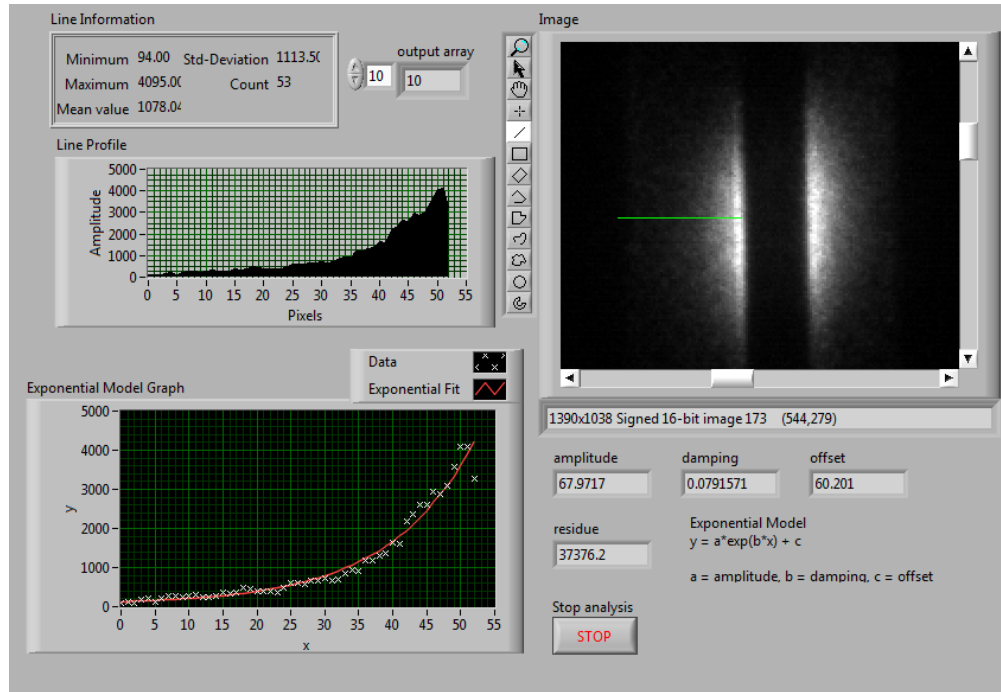 Line Information
Minimum 94.00 Std-Deviation 1113.50
Maximum 4095.00 Count 53
Mean value 1078.04
10
output array
10
Line Profile
Amplitude
5000
4000
3000
2000
1000
0
0 5 10 15 20 25 30 35 40 45 50 55
Pixels
Image
1390x1038 Signed 16-bit image 173 (544,279)
Data
Exponential Fit
Exponential Model Graph
y
5000
4000
3000
2000
1000
0
0 5 10 15 20 25 30 35 40 45 50 55
x
amplitude damping offset
67.9717 0.0791571 60.201
residue
37376.2
Exponential Model
y = a*exp(b*x) + c
a = amplitude, b = damping, c = offset
Stop analysis
STOP